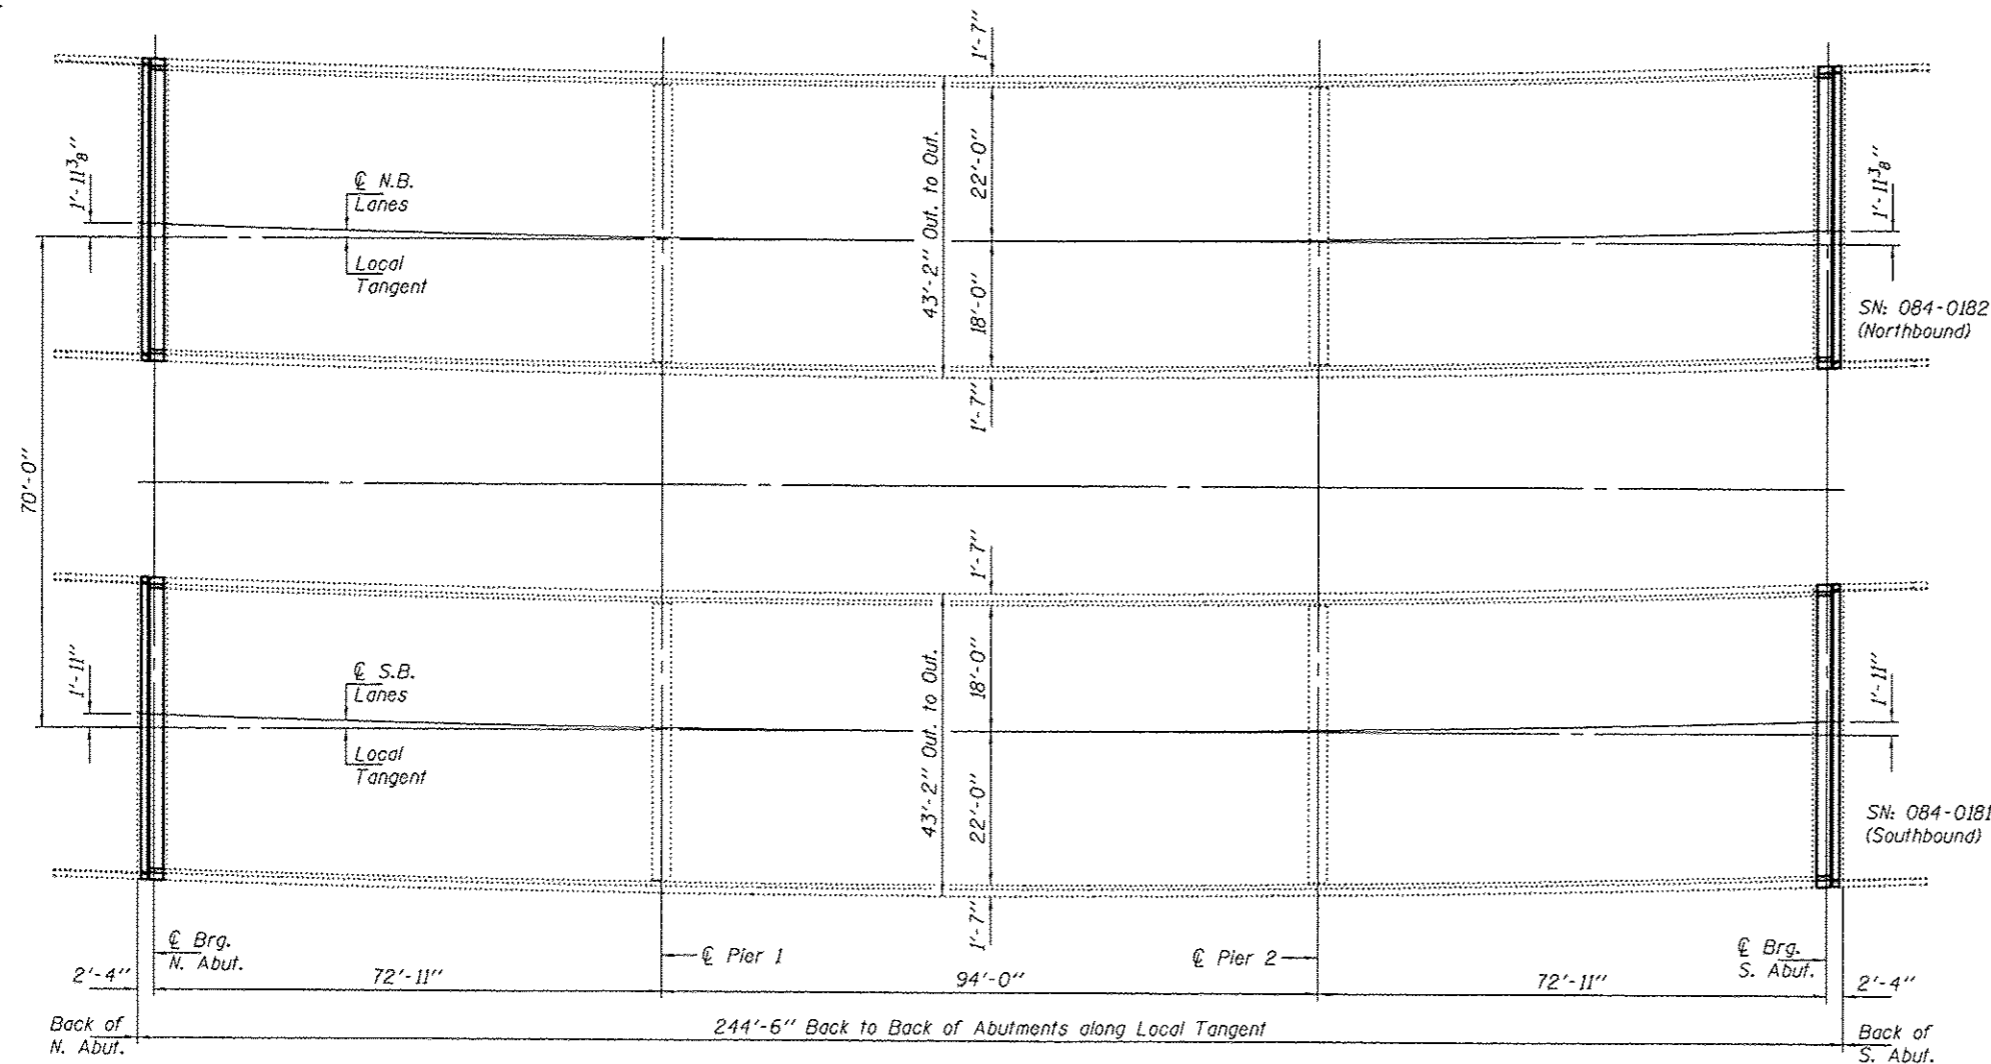 1'-7"
1'-11 3/8"
℄ N.B.
Lanes
Local
Tangent
43'-2" Out. to Out.
22'-0"
18'-0"
1'-11 3/8"
SN: 084-0182
(Northbound)
1'-7"
70'-0"
1'-7"
1'-11"
℄ S.B.
Lanes
Local
Tangent
43'-2" Out. to Out.
18'-0"
22'-0"
1'-11"
SN: 084-0181
(Southbound)
1'-7"
℄ Brg.
N. Abut.
℄ Pier 1
℄ Pier 2
℄ Brg.
S. Abut.
2'-4"
72'-11"
94'-0"
72'-11"
2'-4"
Back of
N. Abut.
244'-6" Back to Back of Abutments along Local Tangent
Back of
S. Abut.